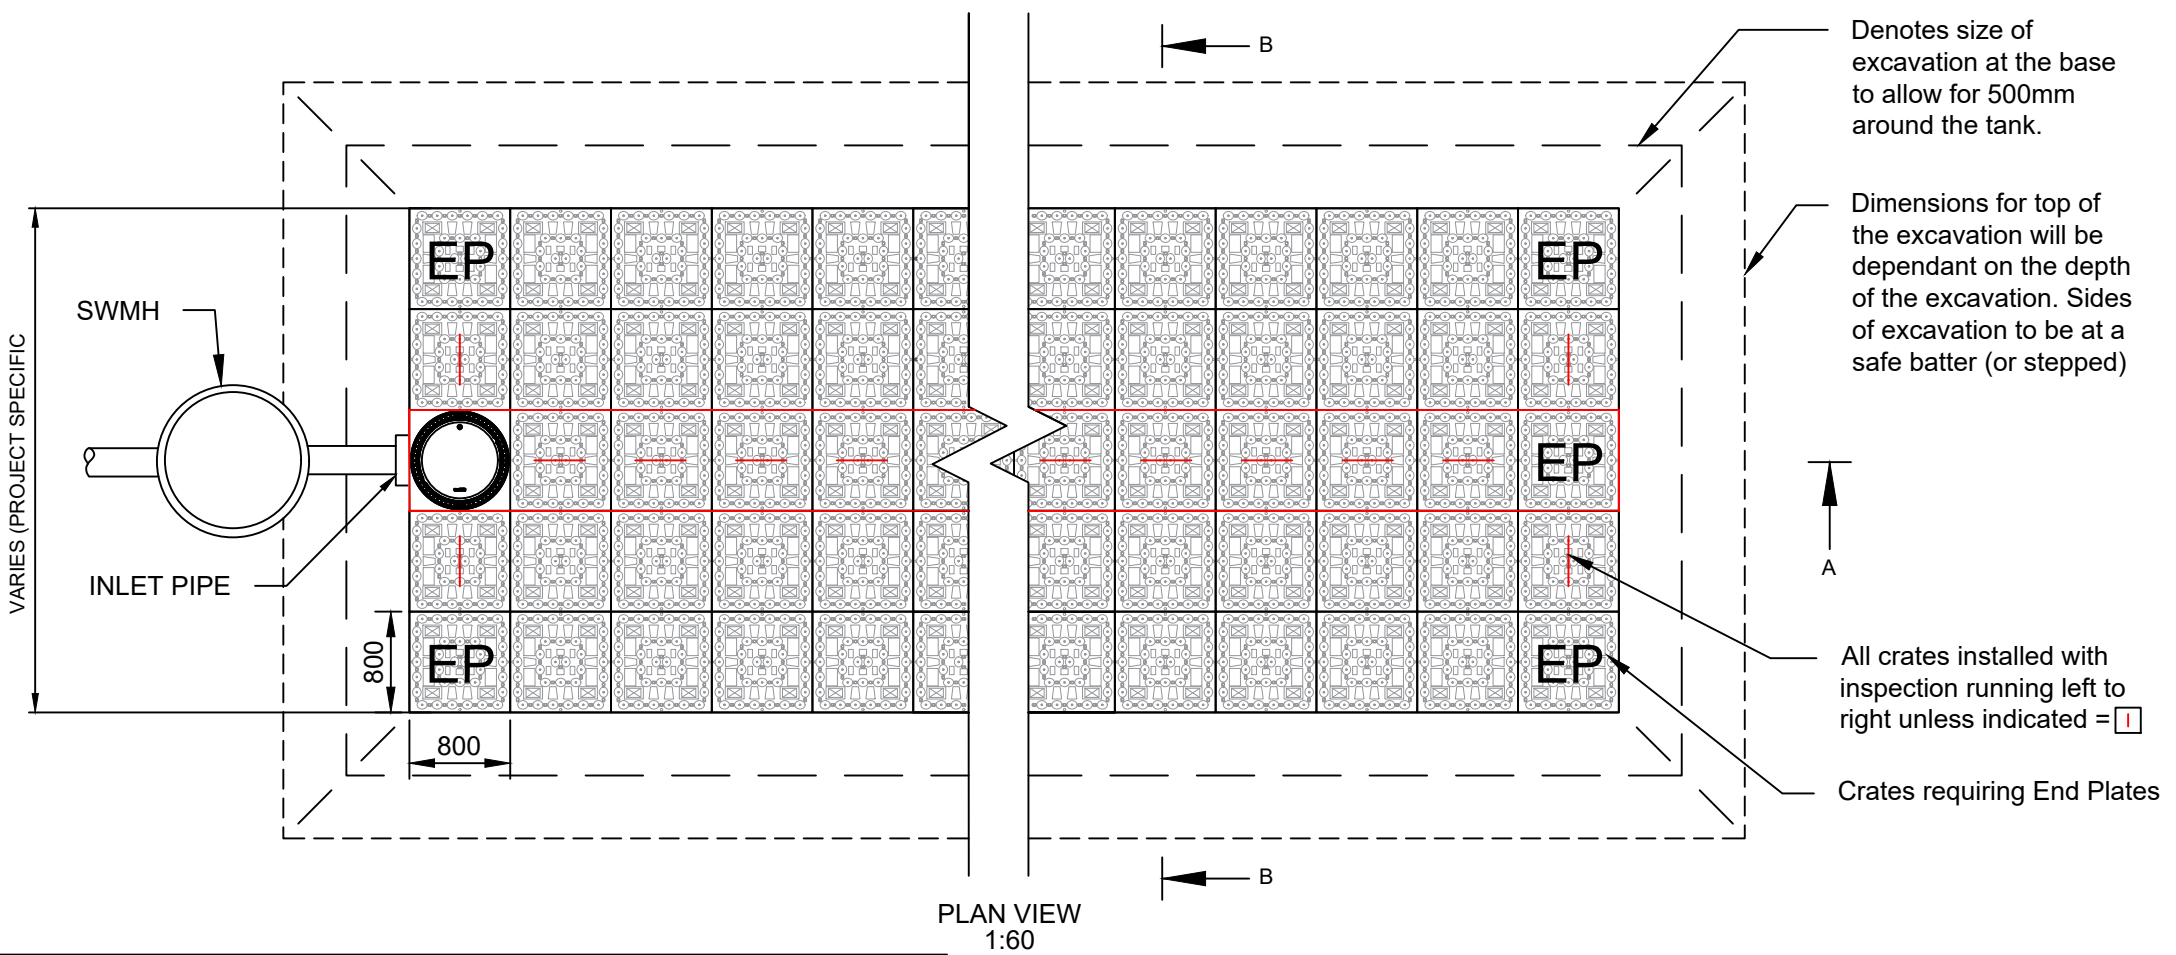 B
Denotes size of
excavation at the base
to allow for 500mm
around the tank.
Dimensions for top of
the excavation will be
dependant on the depth
of the excavation. Sides
of excavation to be at a
safe batter (or stepped)
EP
EP
SWMH
VARIES (PROJECT SPECIFIC
EP
INLET PIPE
A
All crates installed with
inspection running left to
right unless indicated =
800
EP
EP
800
Crates requiring End Plates
B
PLAN VIEW
1:60